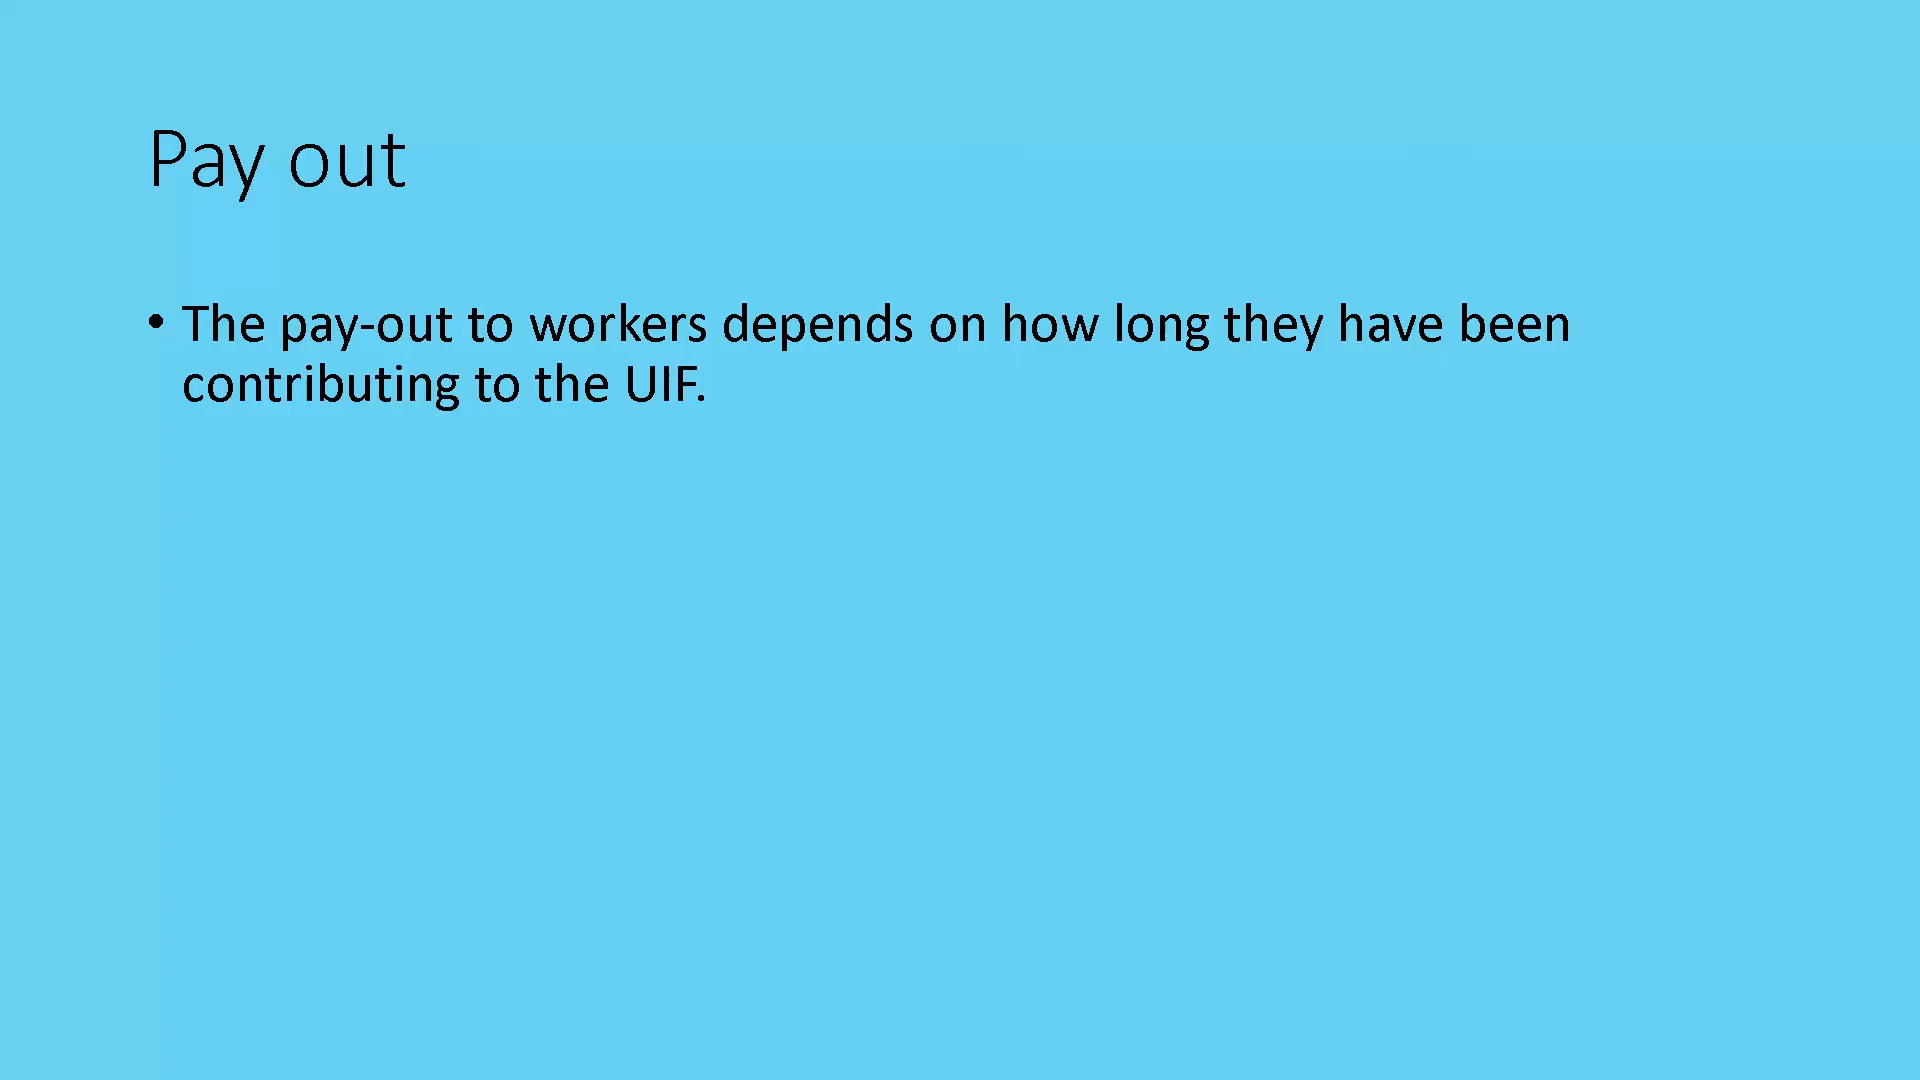 Pay out
• The pay-out to workers depends on how long they have been
contributing to the UIF.